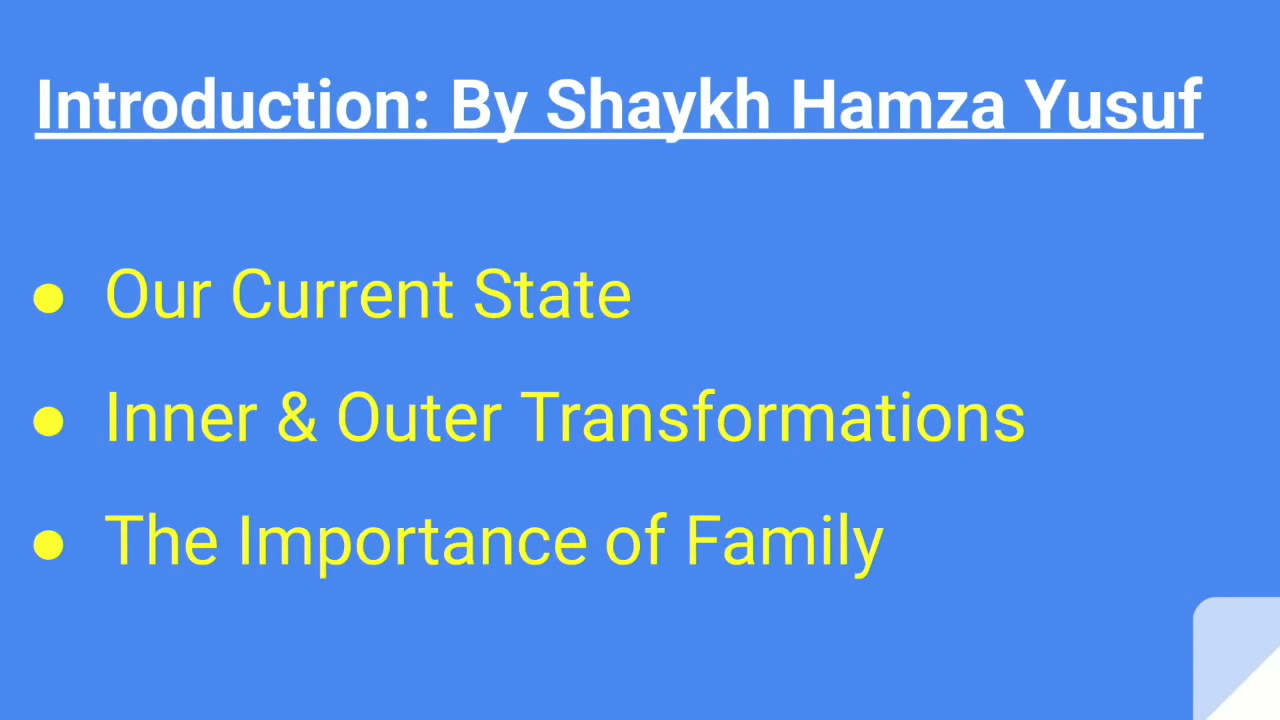 Introduction: By Shaykh Hamza Yusuf
● Our Current State
● Inner & Outer Transformations
● The Importance of Family